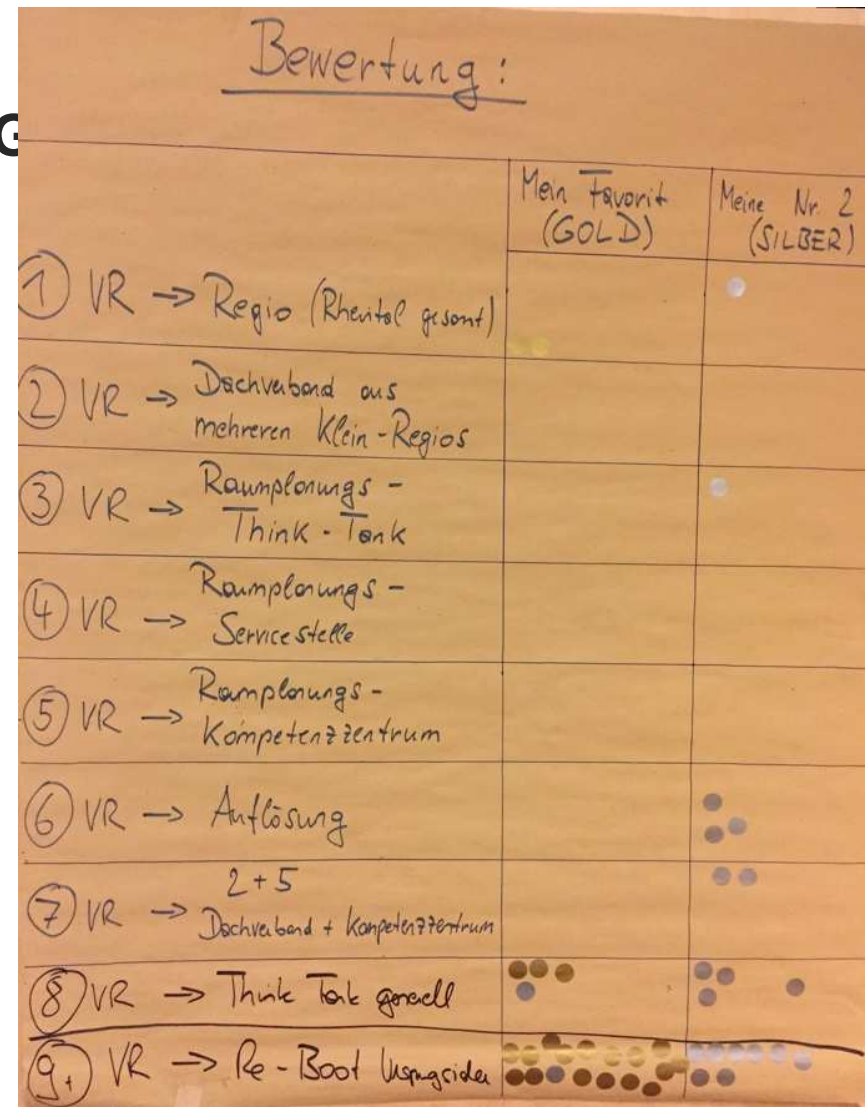 Bewertung:
G
Mein Favorit
(GOLD)
Meine Nr. 2
(SILBER)
1 VR → Regio (Rheintal gesamt)
2 VR → Dachverband aus
mehreren Klein-Regios
3 VR → Raumplanungs-
Think-Tank
4 VR → Raumplanungs-
Servicestelle
5 VR → Raumplanungs-
Kompetenzzentrum
6 VR → Auflösung
7 VR → 2+5
Dachverband + Kompetenzzentrum
8 VR → Think Tank generell
9. VR → Re-Boot